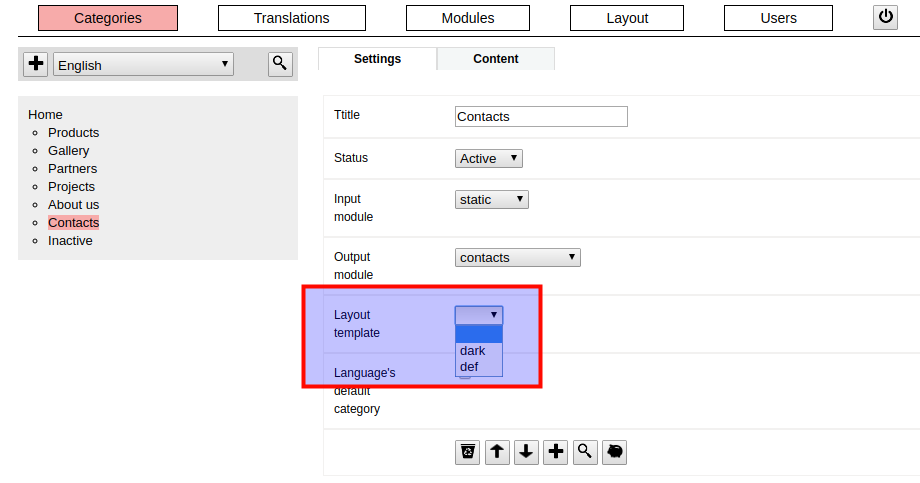 Categories
Translations
Modules
Layout
Users
English
Settings
Content
Home
Products
Gallery
Partners
Projects
About us
Contacts
Inactive
Ttitle
Contacts
Status
Active
Input
module
static
Output
module
contacts
Layout
template
dark
def
Language's
default
category